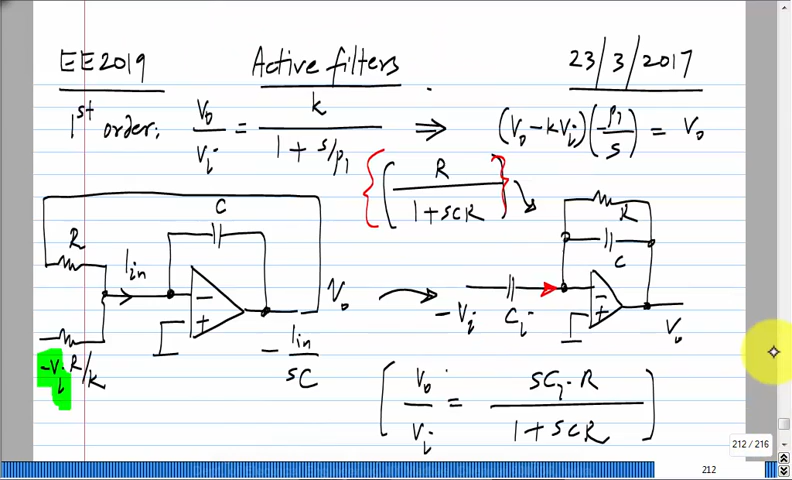 EE2019 Active filters 23/3/2017
1st order: Vo/Vi = k/(1 + s/p1) ⇒ (Vo - kVi)(-p1/s) = Vo
{(R/(1+sCR))}
C
R
Iin
−
+
Vo
-Vi R/k
- Iin/sC
R
C
-Vi Ci
−
+
Vo
[Vo/Vi = sCi·R/(1+sCR)]
212 / 216
212